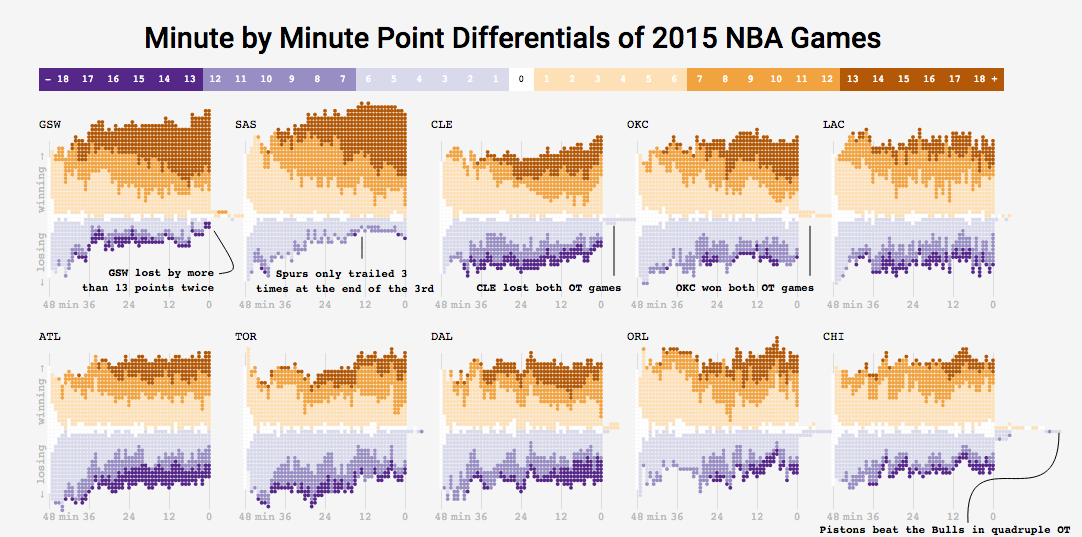 Minute by Minute Point Differentials of 2015 NBA Games
– 18 17 16 15 14 13 12 11 10 9 8 7 6 5 4 3 2 1 0 1 2 3 4 5 6 7 8 9 10 11 12 13 14 15 16 17 18 +
GSW SAS CLE OKC LAC
winning →
losing
←
GSW lost by more
than 13 points twice
Spurs only trailed 3
times at the end of the 3rd
CLE lost both OT games
OKC won both OT games
48 min 36 24 12 0 48 min 36 24 12 0 48 min 36 24 12 0 48 min 36 24 12 0 48 min 36 24 12 0
ATL TOR DAL ORL CHI
winning →
losing
←
48 min 36 24 12 0 48 min 36 24 12 0 48 min 36 24 12 0 48 min 36 24 12 0 48 min 36 24 12 0
Pistons beat the Bulls in quadruple OT